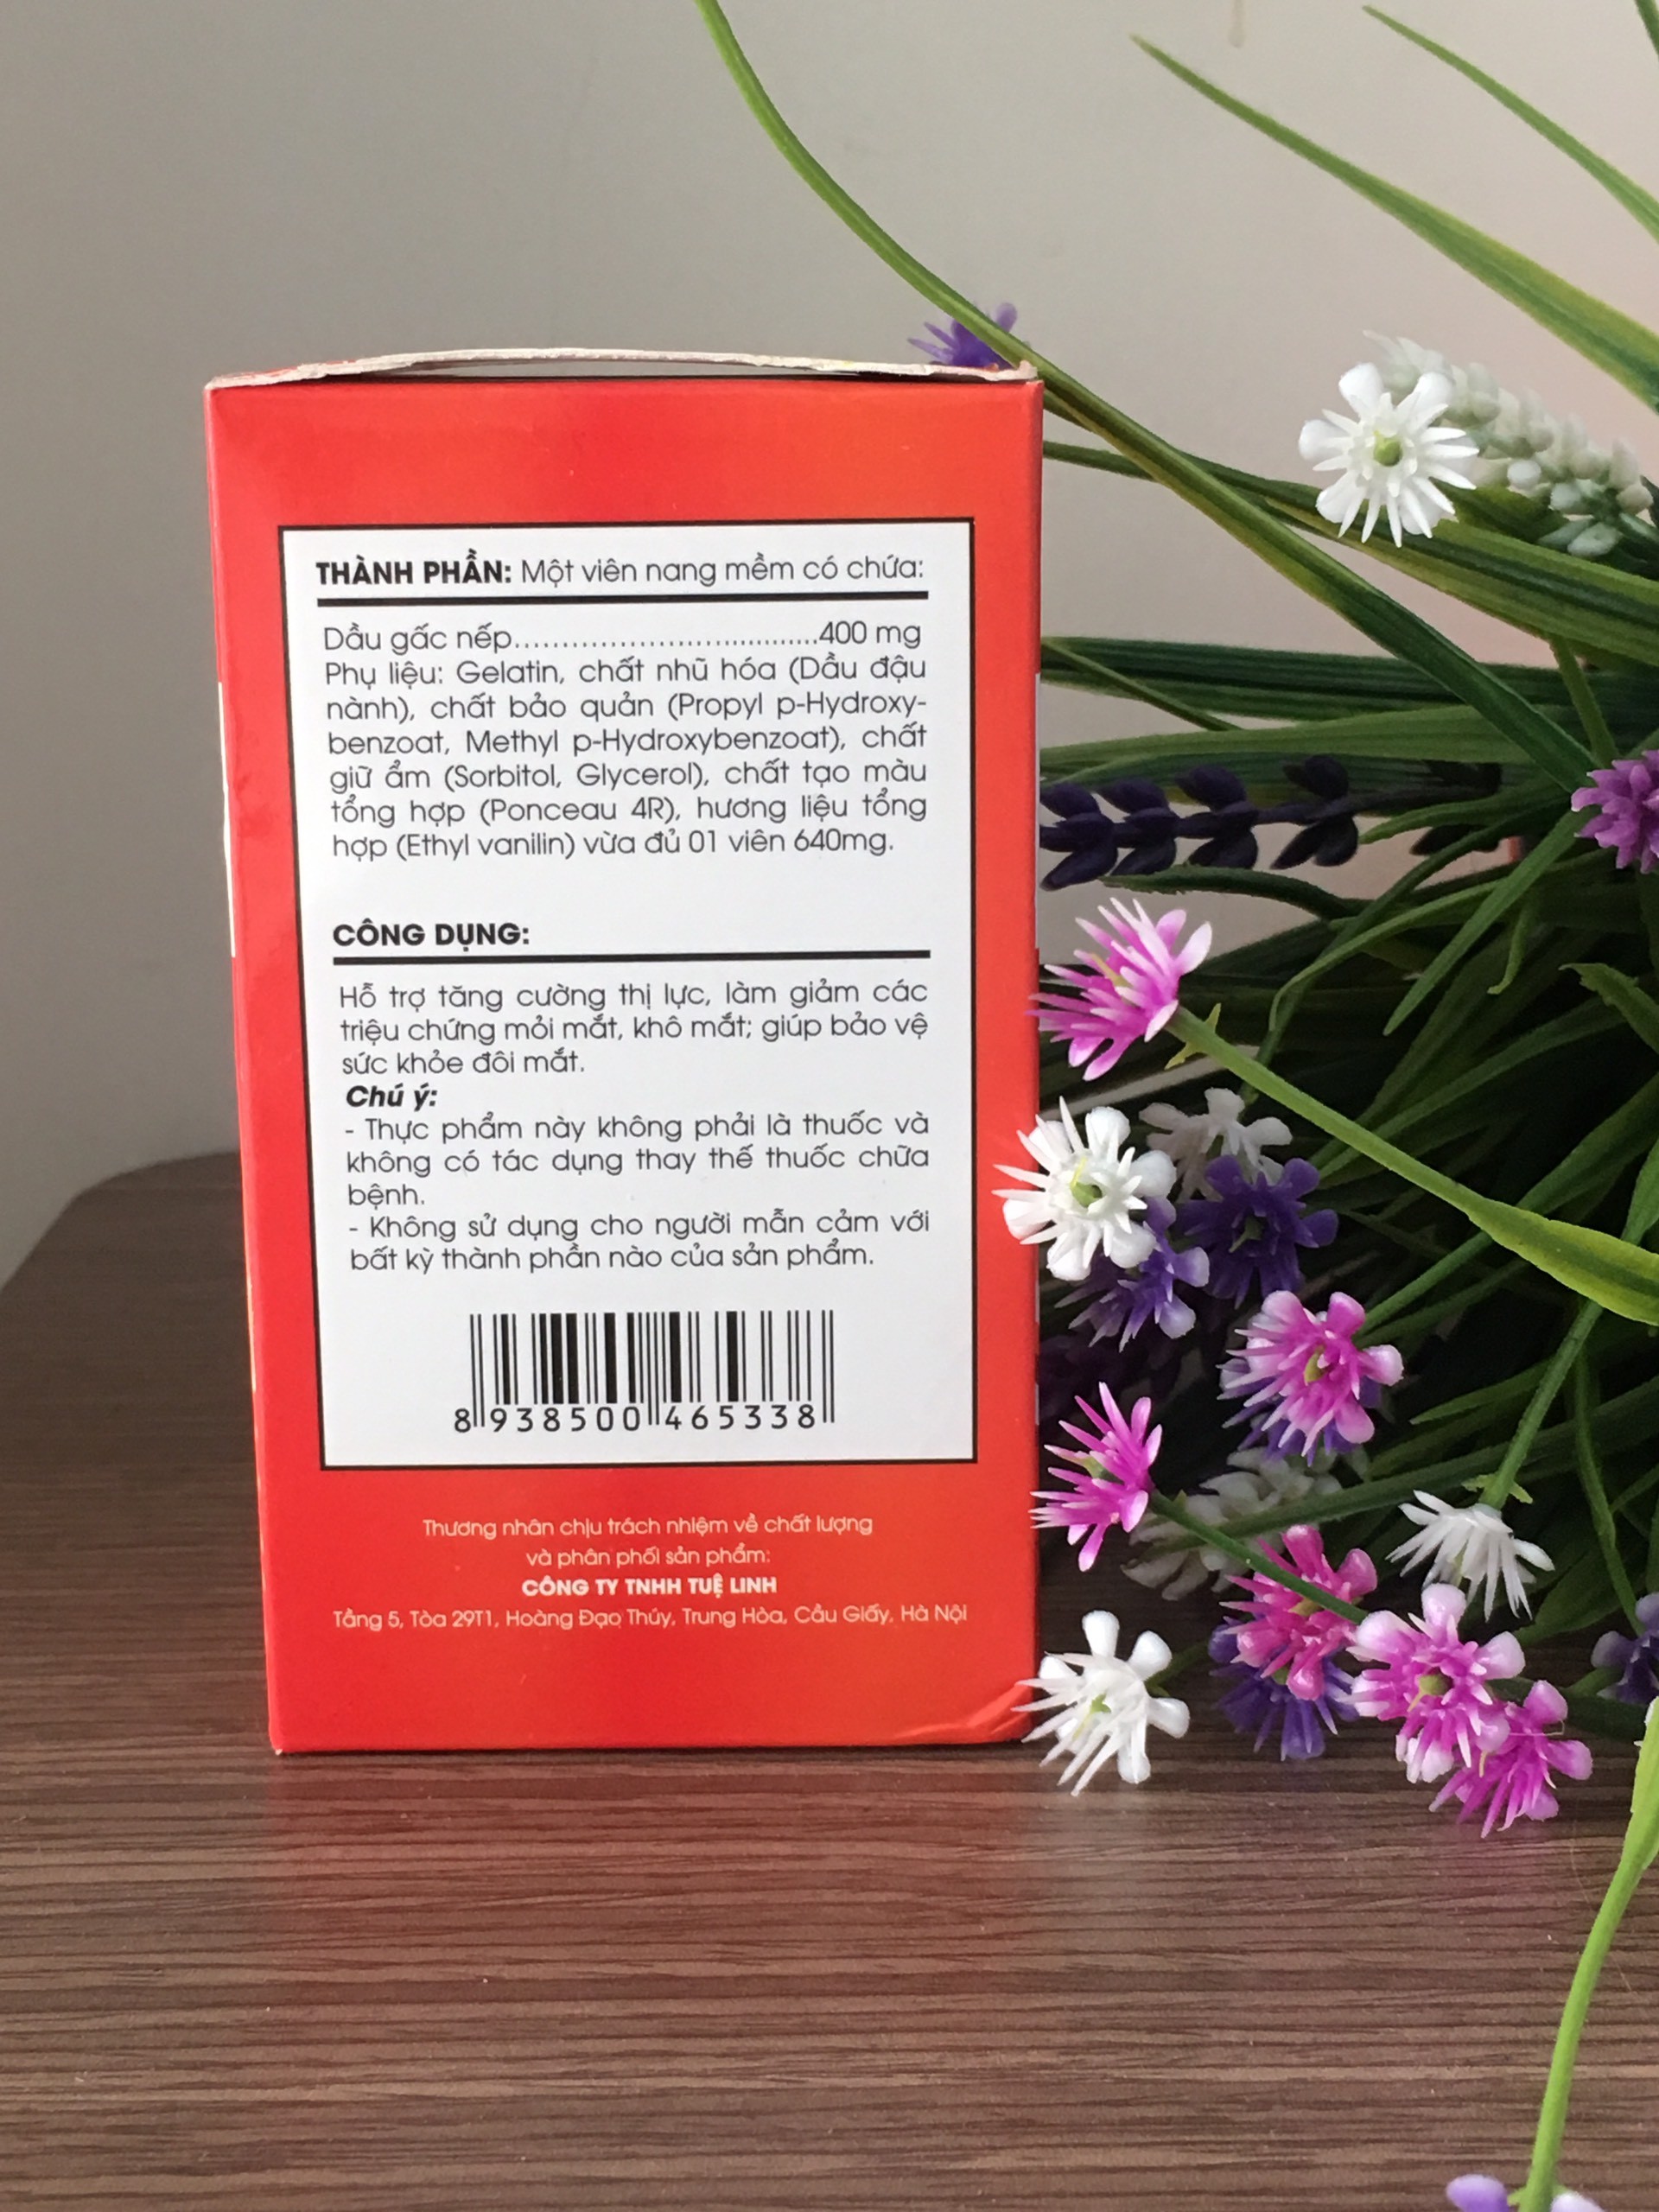 THÀNH PHẦN: Một viên nang mềm có chứa:
Dầu gấc nếp.................................400 mg
Phụ liệu: Gelatin, chất nhũ hóa (Dầu đậu
nành), chất bảo quản (Propyl p-Hydroxy-
benzoat, Methyl p-Hydroxybenzoat), chất
giữ ẩm (Sorbitol, Glycerol), chất tạo màu
tổng hợp (Ponceau 4R), hương liệu tổng
hợp (Ethyl vanilin) vừa đủ 01 viên 640mg.
CÔNG DỤNG:
Hỗ trợ tăng cường thị lực, làm giảm các
triệu chứng mỏi mắt, khô mắt; giúp bảo vệ
sức khỏe đôi mắt.
Chú ý:
- Thực phẩm này không phải là thuốc và
không có tác dụng thay thế thuốc chữa
bệnh.
- Không sử dụng cho người mẫn cảm với
bất kỳ thành phần nào của sản phẩm.
8 938500 465338
Thương nhân chịu trách nhiệm về chất lượng
và phân phối sản phẩm:
CÔNG TY TNHH TUỆ LINH
Tầng 5, Tòa 29T1, Hoàng Đạo Thúy, Trung Hòa, Cầu Giấy, Hà Nội